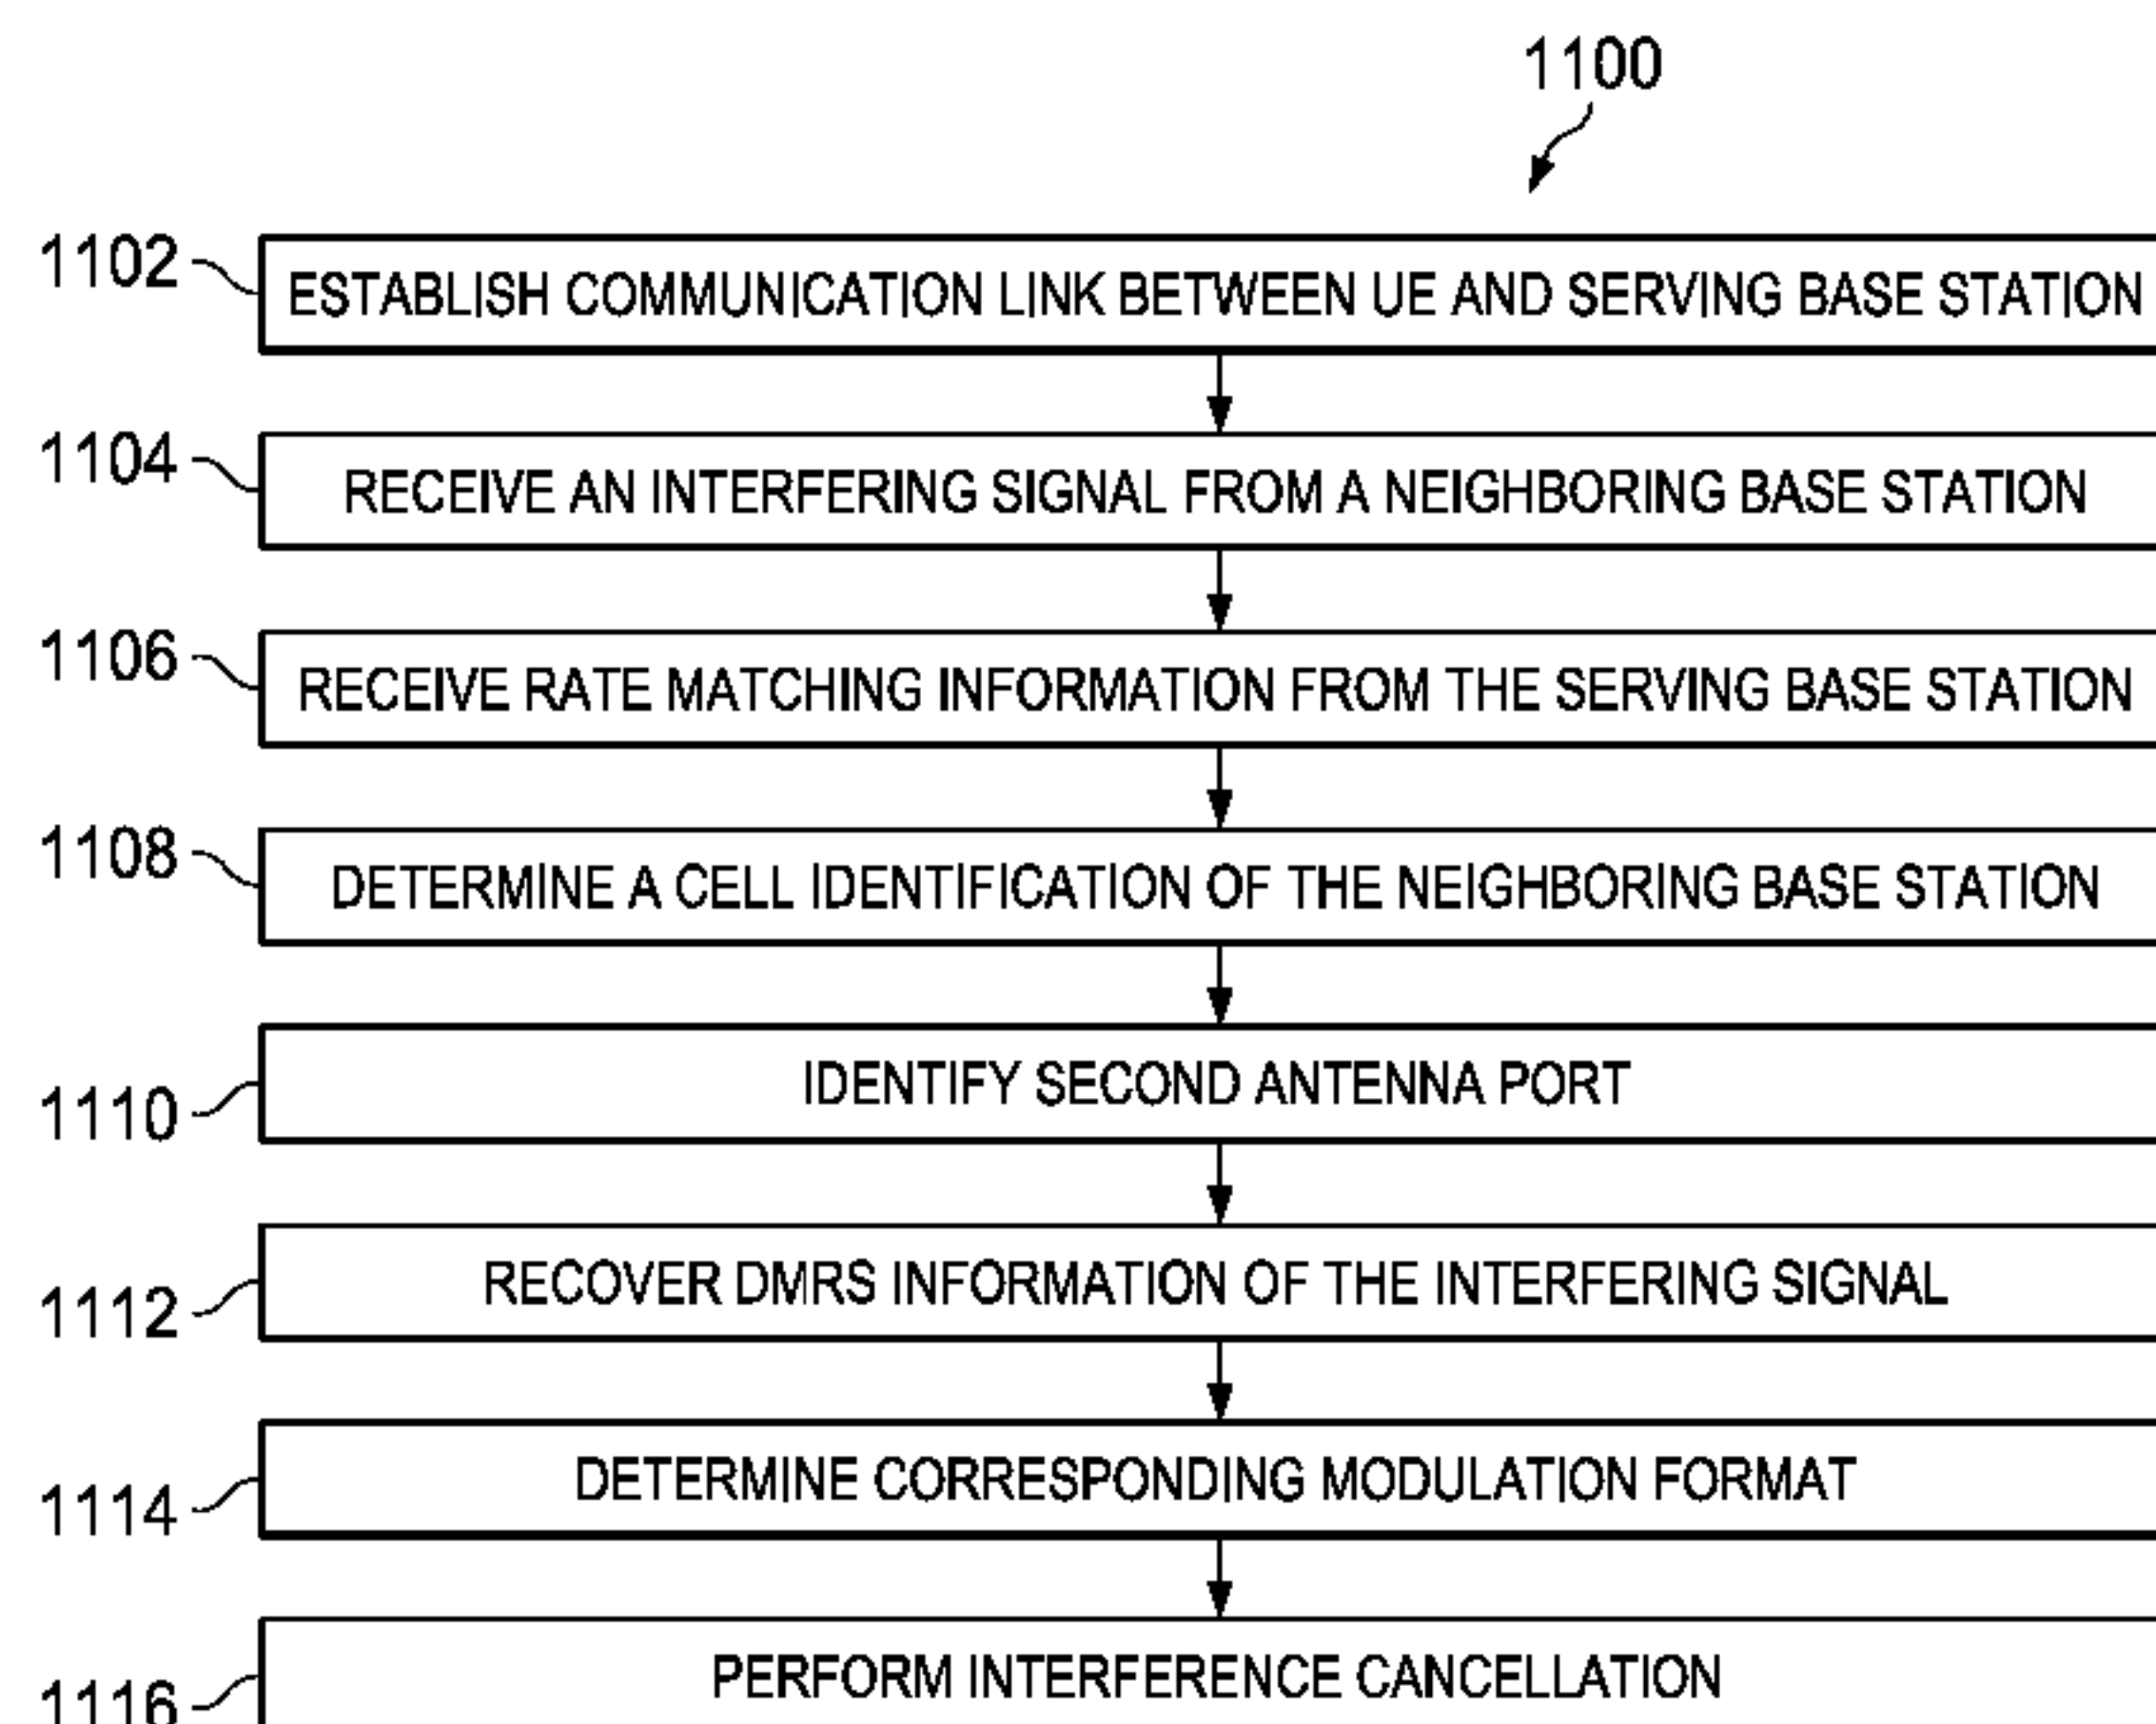 1100
1102 ESTABLISH COMMUNICATION LINK BETWEEN UE AND SERVING BASE STATION
1104 RECEIVE AN INTERFERING SIGNAL FROM A NEIGHBORING BASE STATION
1106 RECEIVE RATE MATCHING INFORMATION FROM THE SERVING BASE STATION
1108 DETERMINE A CELL IDENTIFICATION OF THE NEIGHBORING BASE STATION
1110 IDENTIFY SECOND ANTENNA PORT
1112 RECOVER DMRS INFORMATION OF THE INTERFERING SIGNAL
1114 DETERMINE CORRESPONDING MODULATION FORMAT
1116 PERFORM INTERFERENCE CANCELLATION